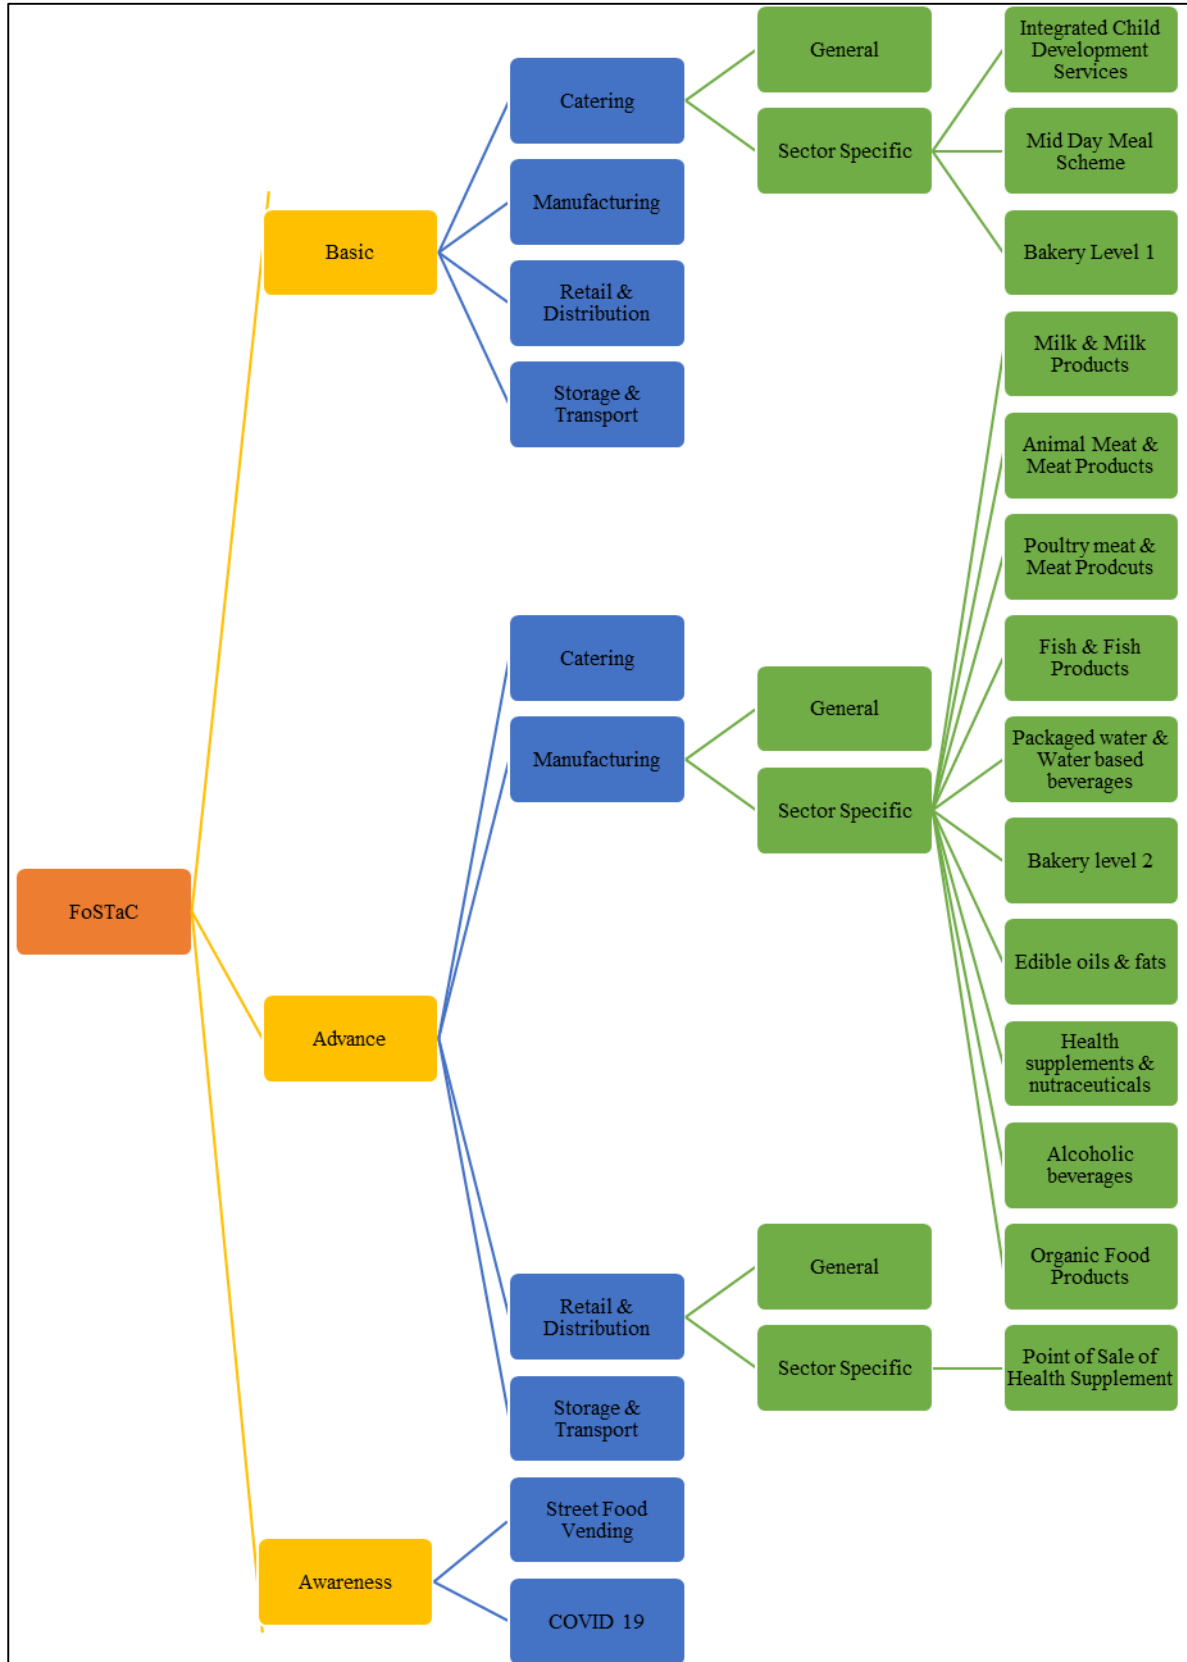 FoSTaC
Basic
Catering
General
Sector Specific
Integrated Child
Development
Services
Mid Day Meal
Scheme
Bakery Level 1
Manufacturing
Retail &
Distribution
Storage &
Transport
Advance
Catering
Manufacturing
General
Sector Specific
Milk & Milk
Products
Animal Meat &
Meat Products
Poultry meat &
Meat Prodcuts
Fish & Fish
Products
Packaged water &
Water based
beverages
Bakery level 2
Edible oils & fats
Health
supplements &
nutraceuticals
Alcoholic
beverages
Organic Food
Products
Retail &
Distribution
General
Sector Specific
Point of Sale of
Health Supplement
Storage &
Transport
Awareness
Street Food
Vending
COVID 19